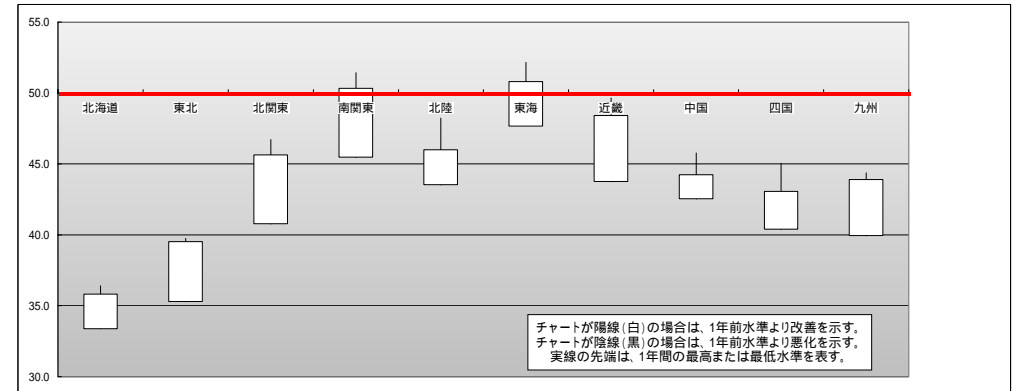 55.0
50.0
北海道 東北 北関東 南関東 北陸 東海 近畿 中国 四国 九州
45.0
40.0
35.0
チャートが陽線(白)の場合は、1年前水準より改善を示す。
チャートが陰線(黒)の場合は、1年前水準より悪化を示す。
実線の先端は、1年間の最高または最低水準を表す。
30.0